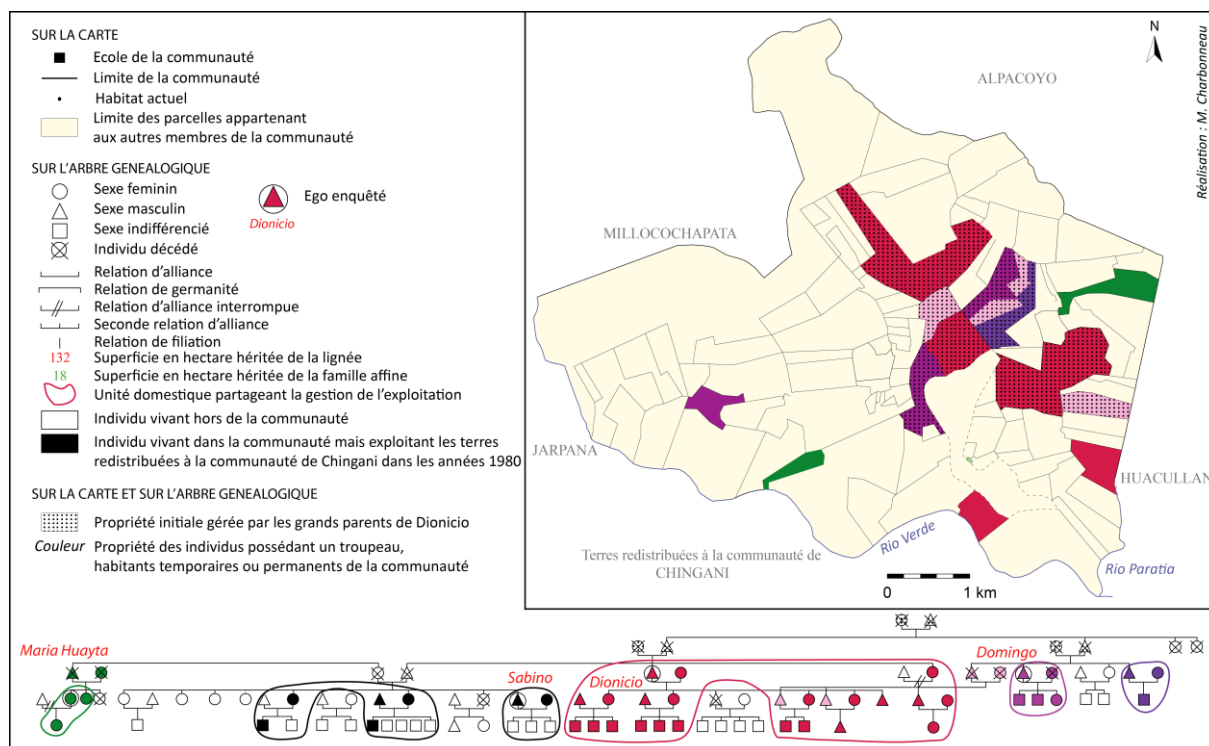 SUR LA CARTE
Ecole de la communauté
Limite de la communauté
Habitat actuel
Limite des parcelles appartenant
aux autres membres de la communauté
SUR L'ARBRE GENEALOGIQUE
Sexe feminin
Sexe masculin
Sexe indifférencié
Individu décédé
Ego enquêté
Dionicio
Relation d'alliance
Relation de germanité
Relation d'alliance interrompue
Seconde relation d'alliance
Relation de filiation
132 Superficie en hectare héritée de la lignée
18 Superficie en hectare héritée de la famille affine
Unité domestique partageant la gestion de l'exploitation
Individu vivant hors de la communauté
Individu vivant dans la communauté mais exploitant les terres
redistribuées à la communauté de Chingani dans les années 1980
SUR LA CARTE ET SUR L'ARBRE GENEALOGIQUE
Propriété initiale gérée par les grands parents de Dionicio
Couleur Propriété des individus possédant un troupeau,
habitants temporaires ou permanents de la communauté
N
ALPACOYO
Réalisation : M. Charbonneau
MILLOCOCHAPATA
JARPANA
HUACULLANI
Rio Verde
Terres redistribuées à la communauté de
CHINGANI
Rio Paratia
0 1 km
Maria Huayta
Sabino
Dionicio
Domingo